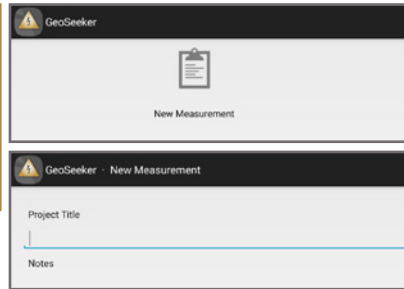 GeoSeeker
New Measurement
GeoSeeker - New Measurement
Project Title
Notes